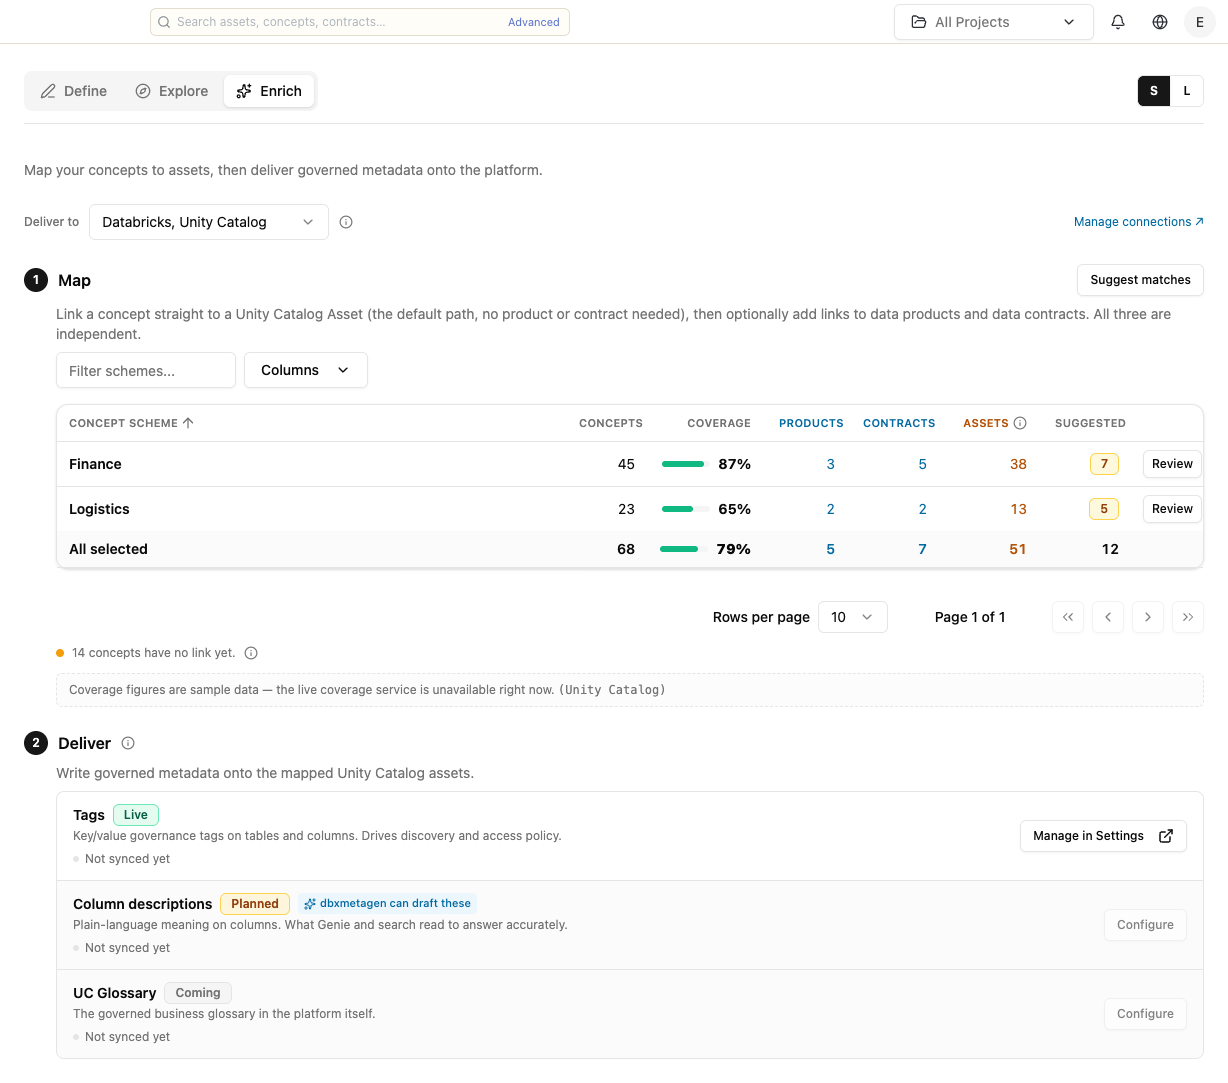 Search assets, concepts, contracts... Advanced
All Projects
E
Define Explore Enrich
S L
Map your concepts to assets, then deliver governed metadata onto the platform.
Deliver to Databricks, Unity Catalog
Manage connections ↗
1 Map
Suggest matches
Link a concept straight to a Unity Catalog Asset (the default path, no product or contract needed), then optionally add links to data products and data contracts. All three are
independent.
Filter schemes... Columns
CONCEPT SCHEME CONCEPTS COVERAGE PRODUCTS CONTRACTS ASSETS SUGGESTED
Finance 45 87% 3 5 38 7 Review
Logistics 23 65% 2 2 13 5 Review
All selected 68 79% 5 7 51 12
Rows per page 10 Page 1 of 1
14 concepts have no link yet.
Coverage figures are sample data — the live coverage service is unavailable right now. (Unity Catalog)
2 Deliver
Write governed metadata onto the mapped Unity Catalog assets.
Tags Live
Key/value governance tags on tables and columns. Drives discovery and access policy.
Not synced yet
Manage in Settings
Column descriptions Planned dbxmetagen can draft these
Plain-language meaning on columns. What Genie and search read to answer accurately.
Not synced yet
Configure
UC Glossary Coming
The governed business glossary in the platform itself.
Not synced yet
Configure